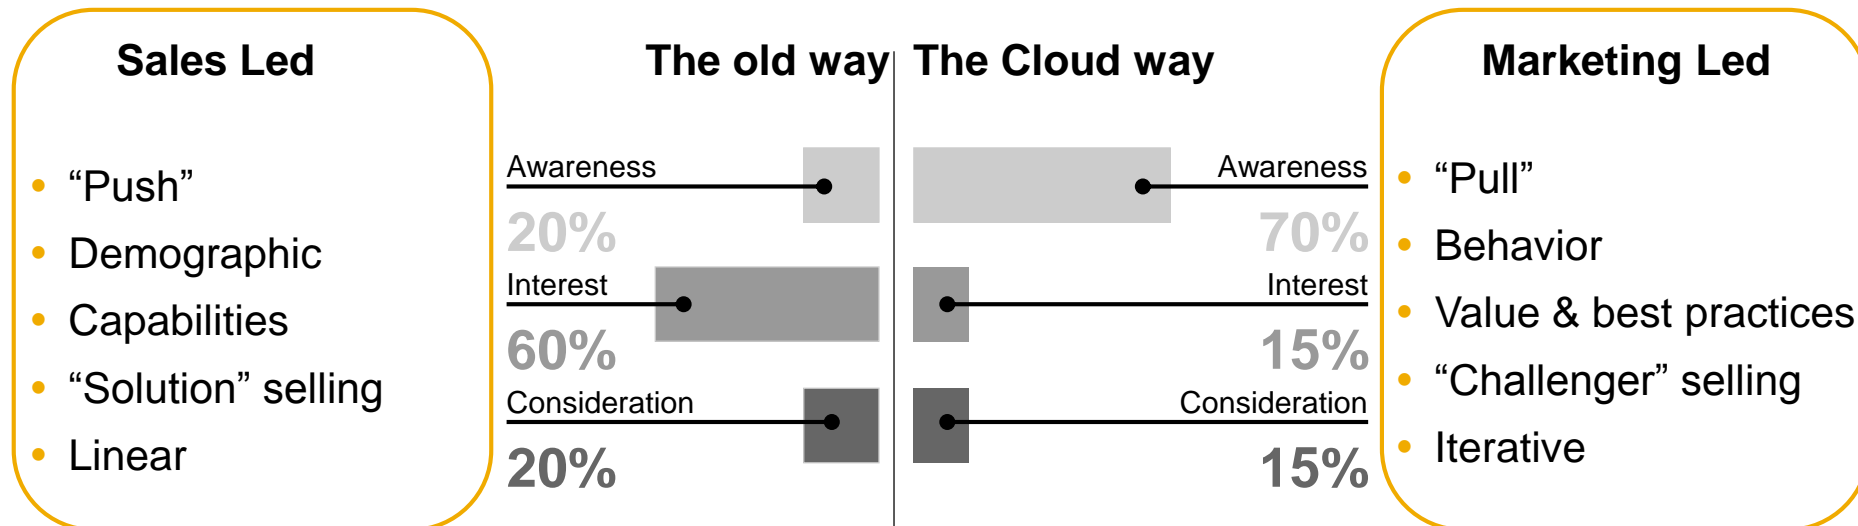 Sales Led
“Push”
Demographic
Capabilities
“Solution” selling
Linear
The old way
Awareness
20%
Interest
60%
Consideration
20%
The Cloud way
Awareness
70%
Interest
15%
Consideration
15%
Marketing Led
“Pull”
Behavior
Value & best practices
“Challenger” selling
Iterative